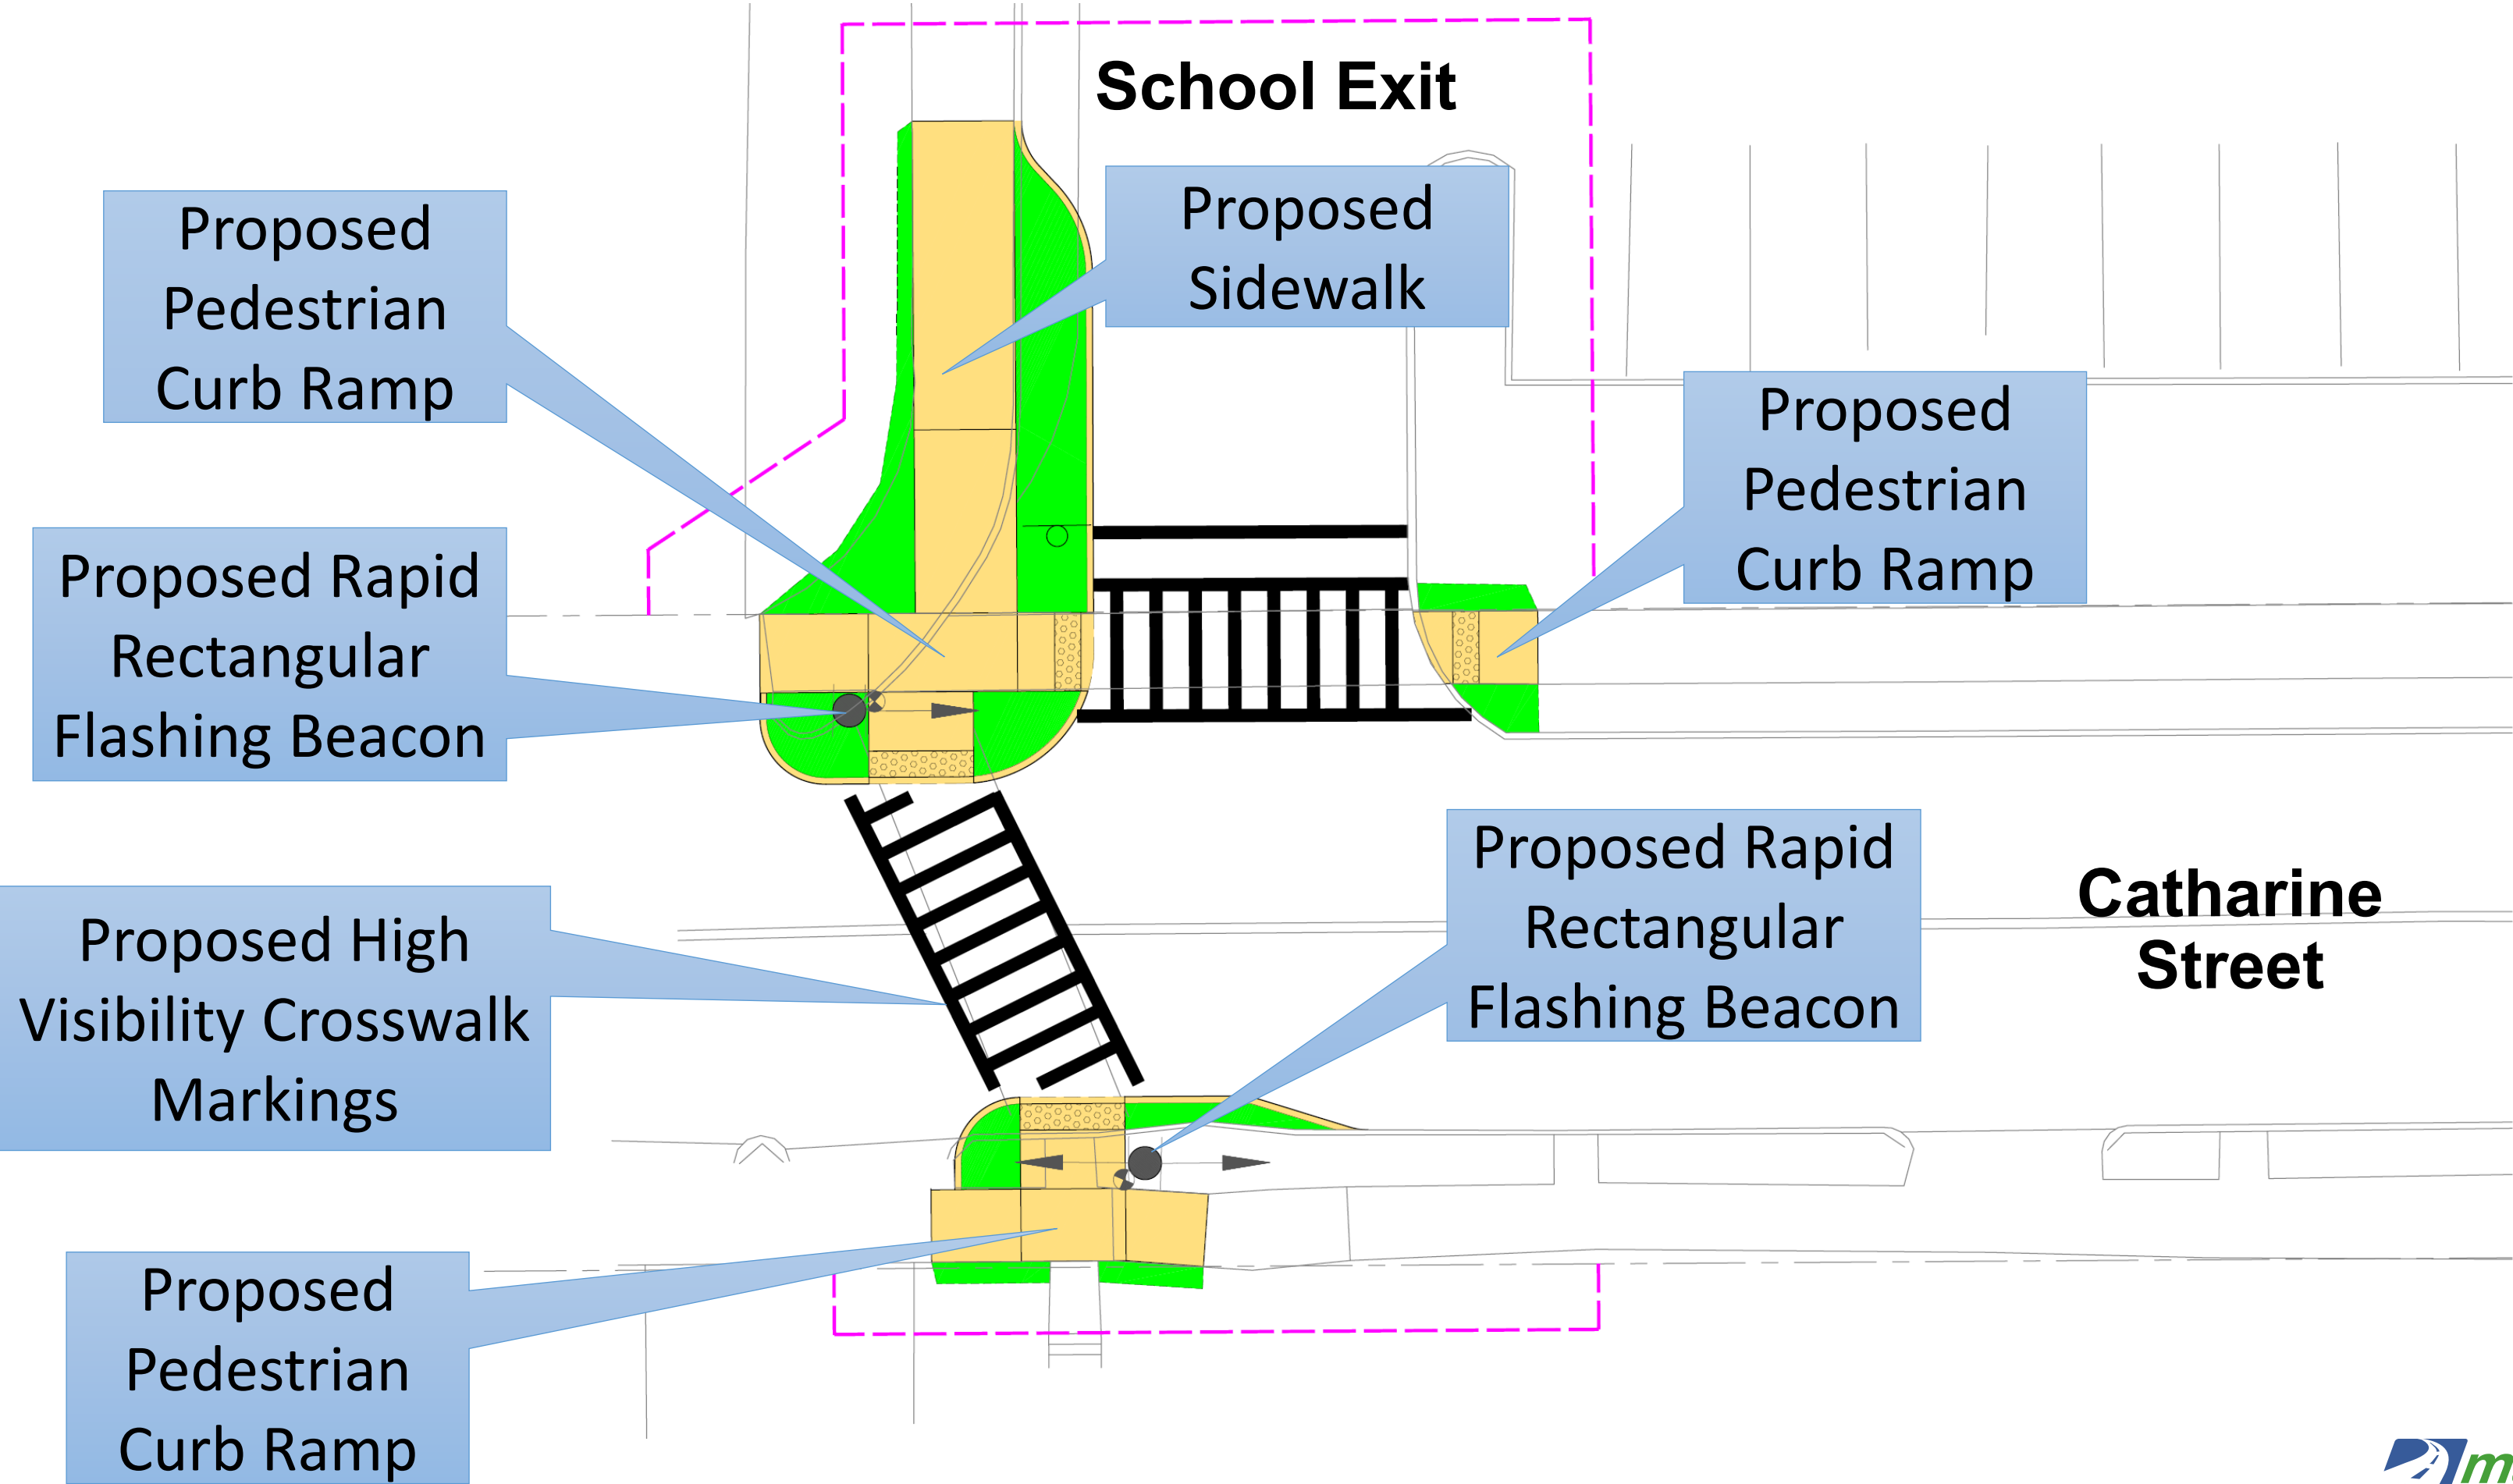 School Exit
Proposed
Sidewalk
Proposed
Pedestrian
Curb Ramp
Proposed
Pedestrian
Curb Ramp
Proposed Rapid
Rectangular
Flashing Beacon
Proposed Rapid
Rectangular
Flashing Beacon
Catharine
Street
Proposed High
Visibility Crosswalk
Markings
Proposed
Pedestrian
Curb Ramp
m